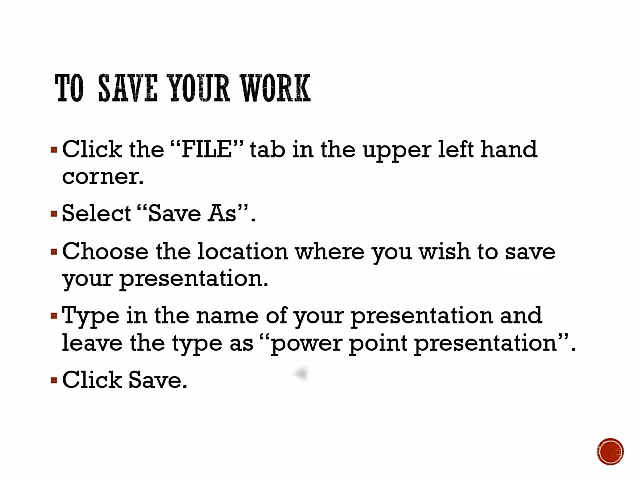 TO SAVE YOUR WORK
▪Click the “FILE” tab in the upper left hand
corner.
▪Select “Save As”.
▪Choose the location where you wish to save
your presentation.
▪Type in the name of your presentation and
leave the type as “power point presentation”.
▪Click Save.